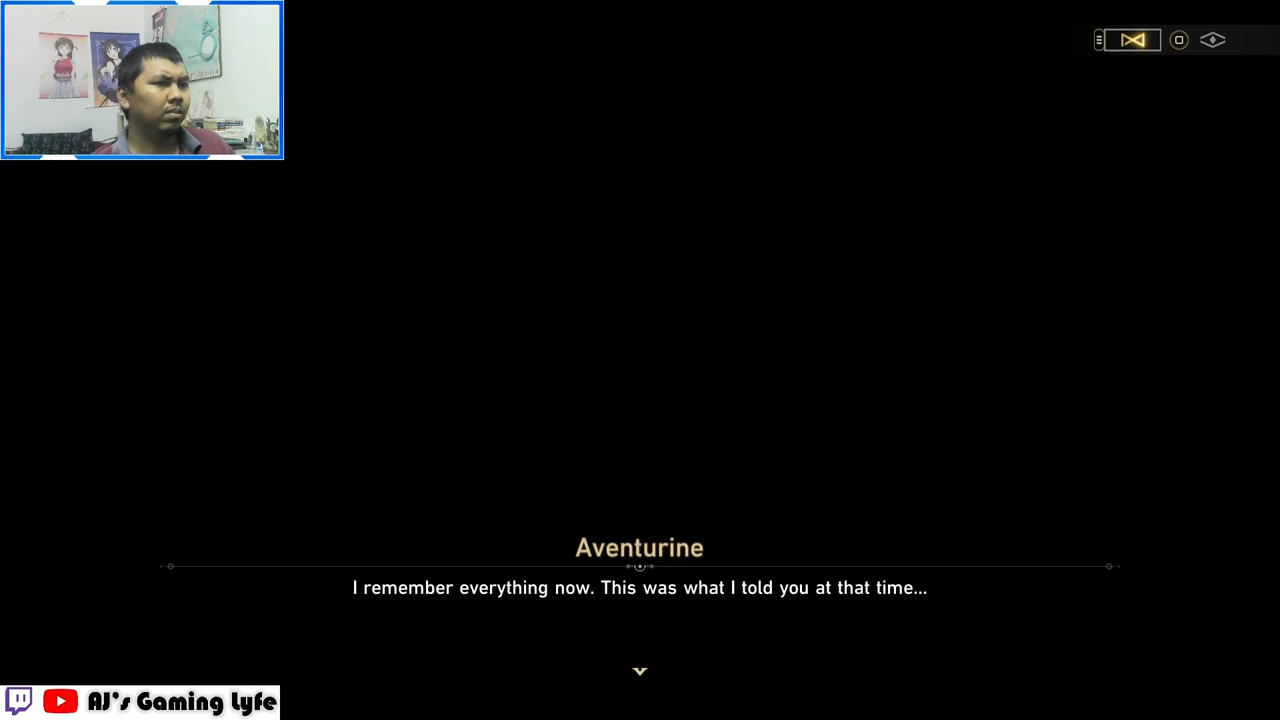 Aventurine
I remember everything now. This was what I told you at that time...
AJ's Gaming Lyfe